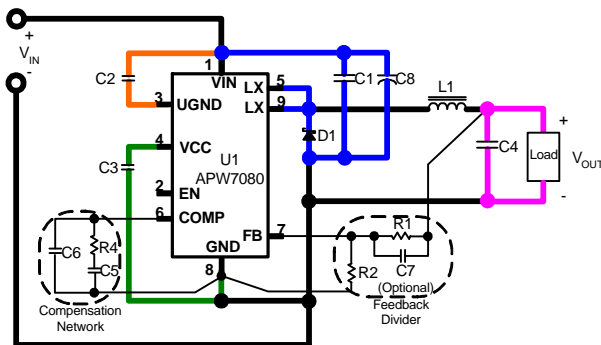 +
V_IN
-
C2
1
VIN
3
UGND
4
VCC
C3
2
EN
6
COMP
U1
APW7080
5
LX
9
LX
D1
C1
C8
L1
C4
Load
+
V_OUT
-
FB
7
GND
8
C6
R4
C5
Compensation
Network
R1
R2
C7
(Optional)
Feedback
Divider